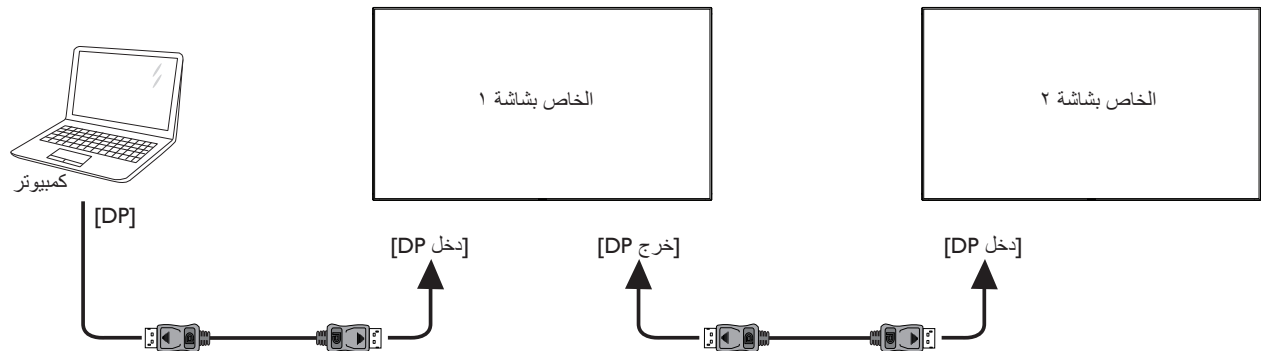 الخاص بشاشة ١
الخاص بشاشة ٢
كمبيوتر
[DP]
[دخل DP]
[خرج DP]
[دخل DP]